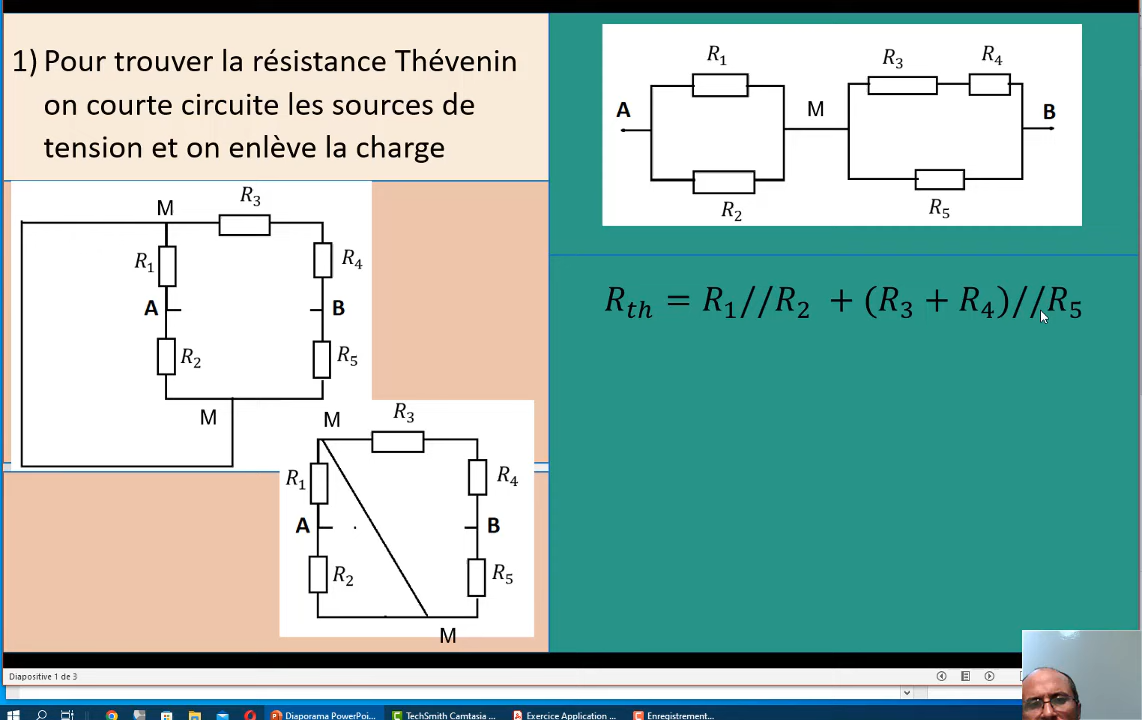 1) Pour trouver la résistance Thévenin
on courte circuite les sources de
tension et on enlève la charge
M
R₃
R₁
R₄
A
B
R₂
R₅
M
M
R₃
R₁
R₄
A
B
R₂
R₅
M
R₁
R₃
R₄
A
M
B
R₂
R₅
Rₜₕ = R₁//R₂ + (R₃ + R₄)//R₅
Diapositive 1 de 3
Diaporama PowerPoi...
TechSmith Camtasia ...
Exercice Application ...
Enregistrement...